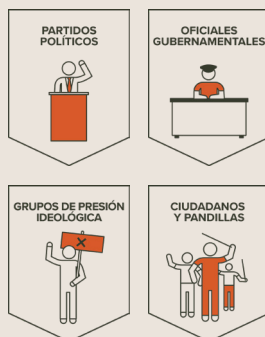 PARTIDOS
POLÍTICOS
OFICIALES
GUBERNAMENTALES
GRUPOS DE PRESIÓN
IDEOLÓGICA
CIUDADANOS
Y PANDILLAS